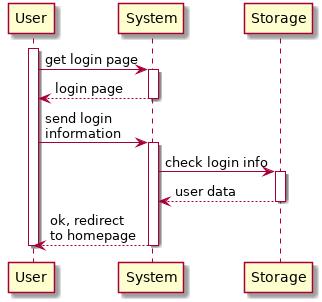 User System Storage
get login page
login page
send login
information
check login info
user data
ok, redirect
to homepage
User System Storage